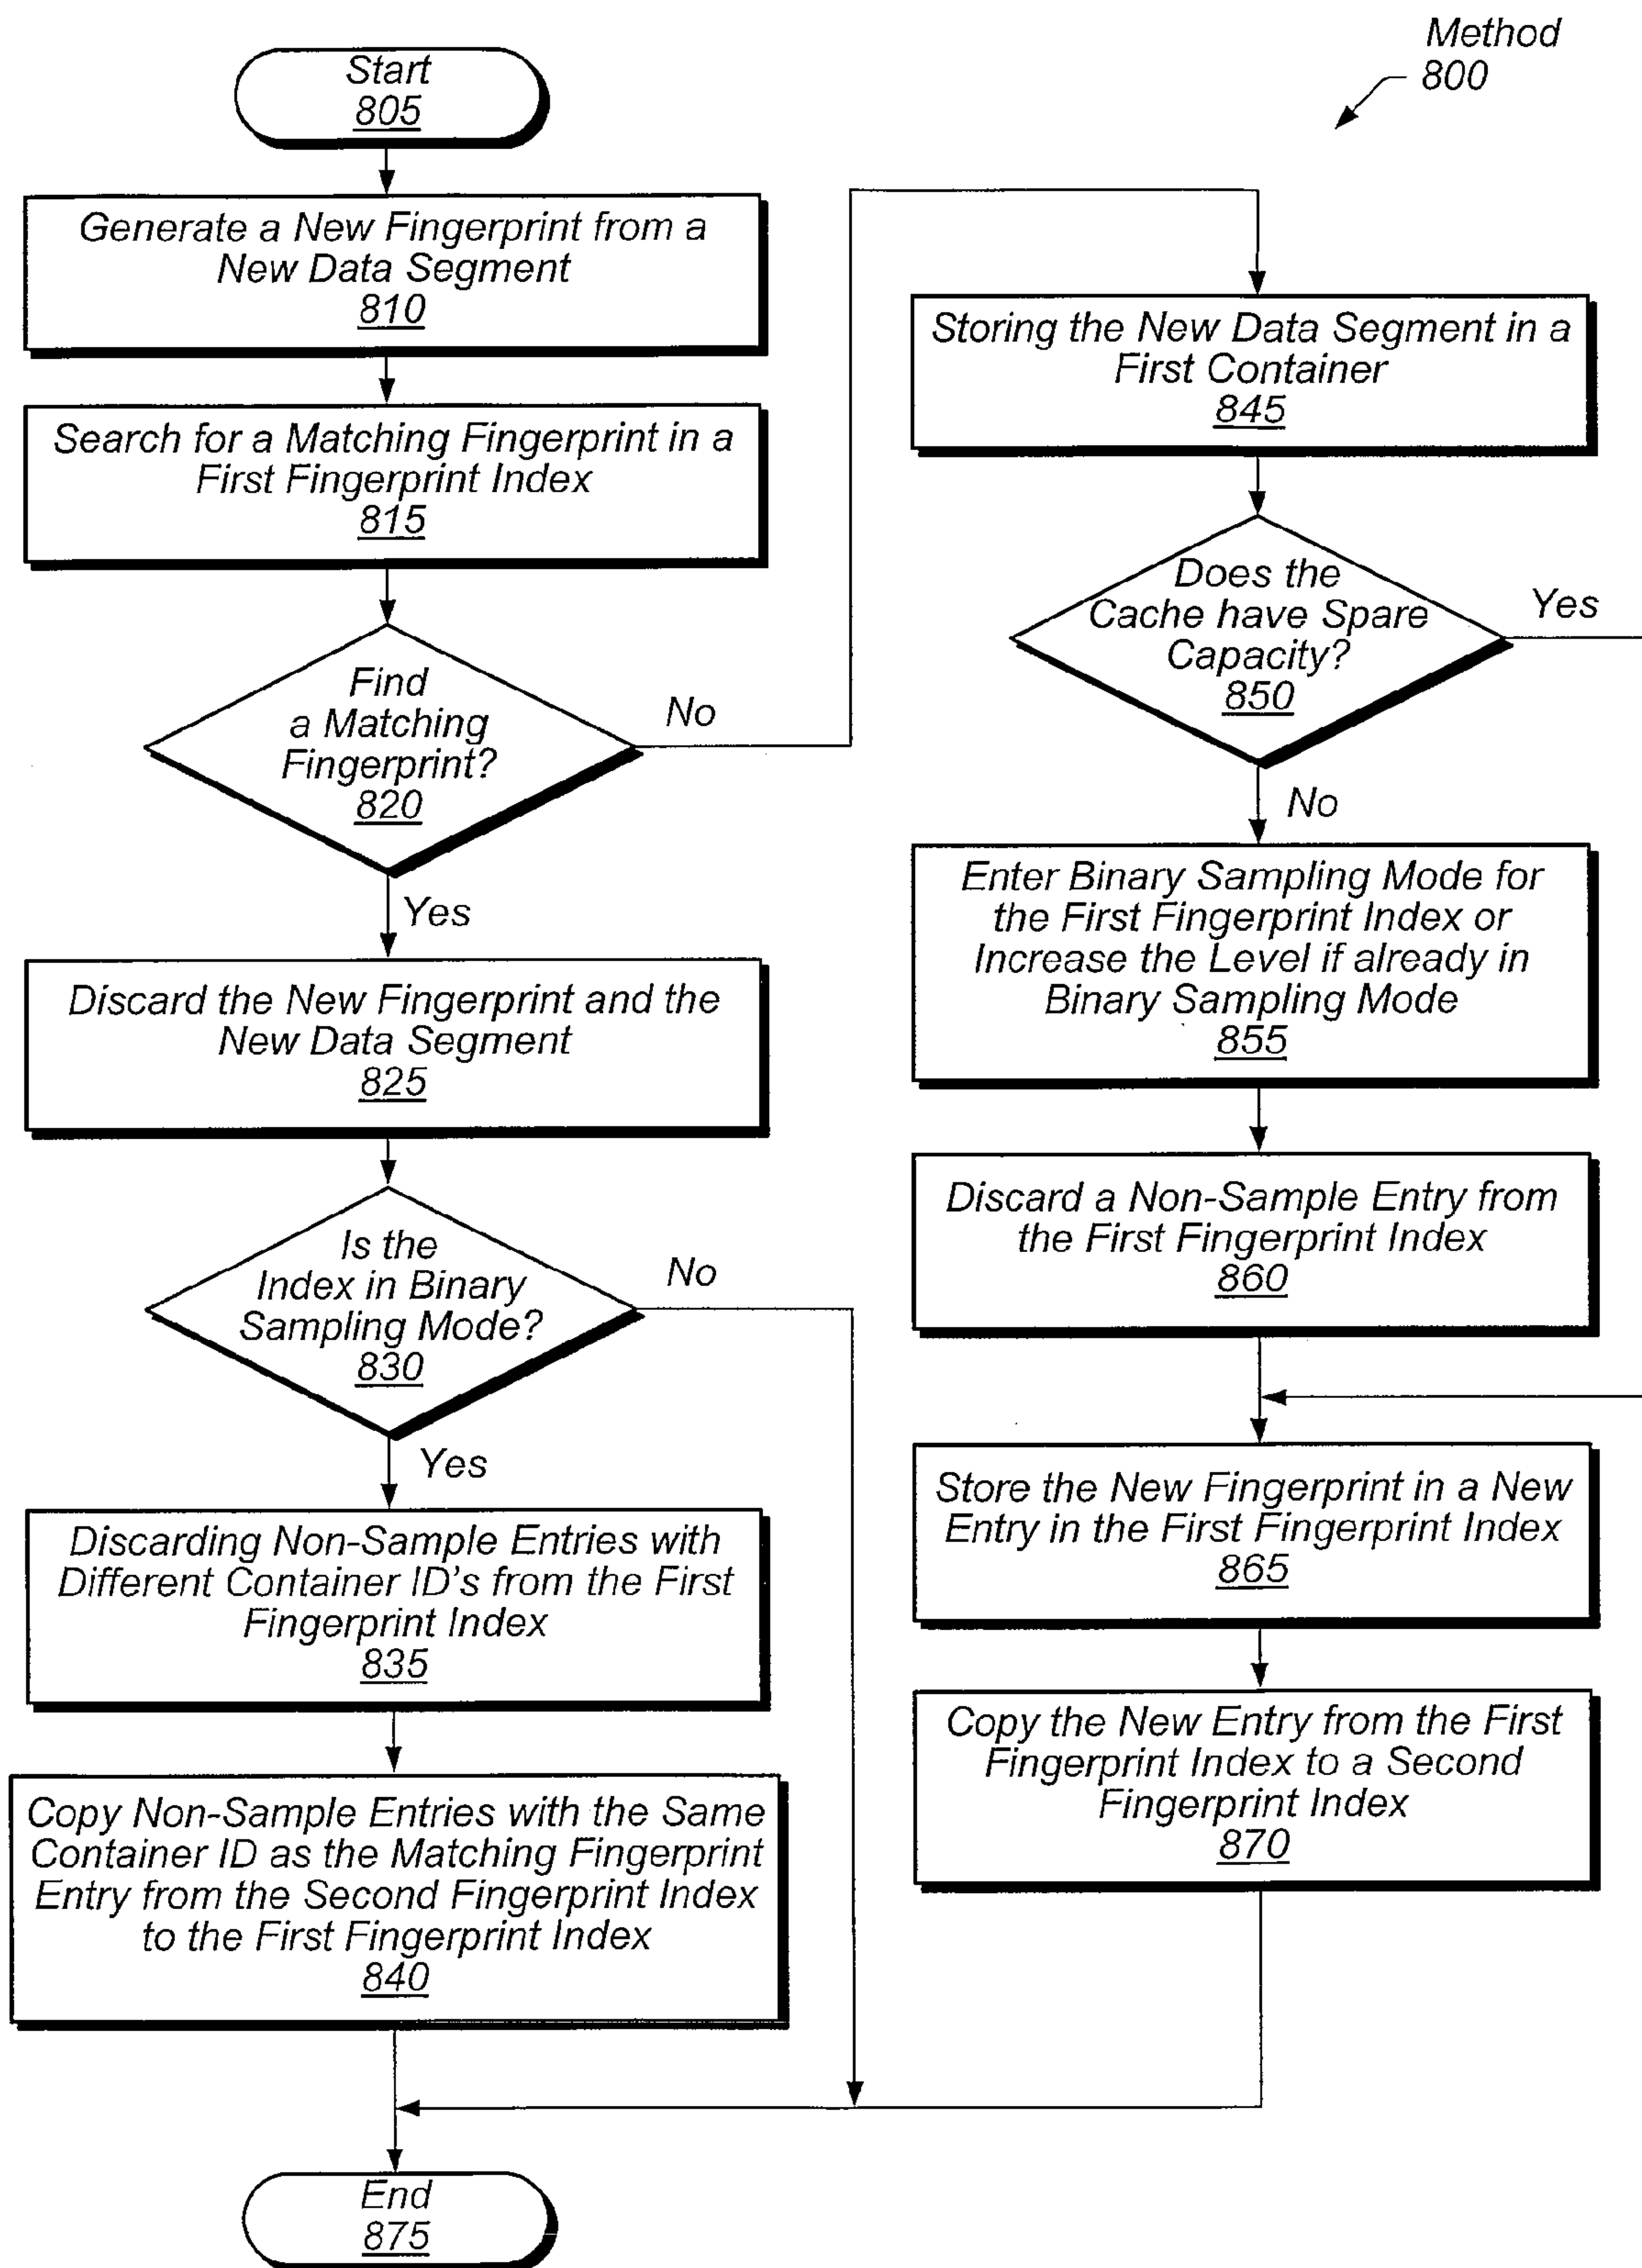 Method
800
Start
805
Generate a New Fingerprint from a
New Data Segment
810
Search for a Matching Fingerprint in a
First Fingerprint Index
815
Find
a Matching
Fingerprint?
820
No
Yes
Discard the New Fingerprint and the
New Data Segment
825
Is the
Index in Binary
Sampling Mode?
830
No
Yes
Discarding Non-Sample Entries with
Different Container ID's from the First
Fingerprint Index
835
Copy Non-Sample Entries with the Same
Container ID as the Matching Fingerprint
Entry from the Second Fingerprint Index
to the First Fingerprint Index
840
Storing the New Data Segment in a
First Container
845
Does the
Cache have Spare
Capacity?
850
Yes
No
Enter Binary Sampling Mode for
the First Fingerprint Index or
Increase the Level if already in
Binary Sampling Mode
855
Discard a Non-Sample Entry from
the First Fingerprint Index
860
Store the New Fingerprint in a New
Entry in the First Fingerprint Index
865
Copy the New Entry from the First
Fingerprint Index to a Second
Fingerprint Index
870
End
875